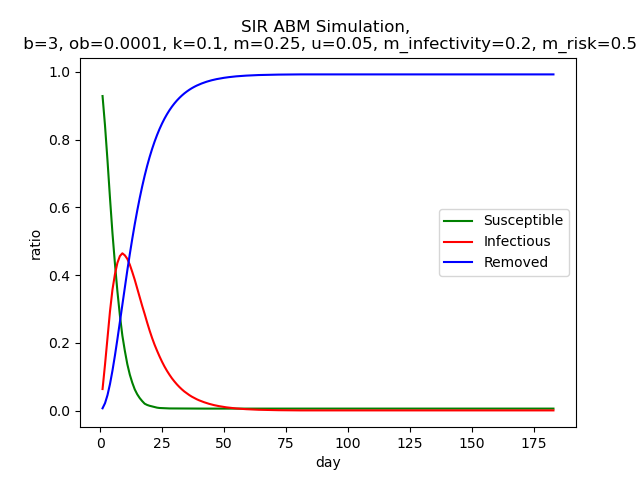 SIR ABM Simulation,
b=3, ob=0.0001, k=0.1, m=0.25, u=0.05, m_infectivity=0.2, m_risk=0.5
1.0
0.8
0.6
0.4
0.2
0.0
ratio
Susceptible
Infectious
Removed
0 25 50 75 100 125 150 175
day